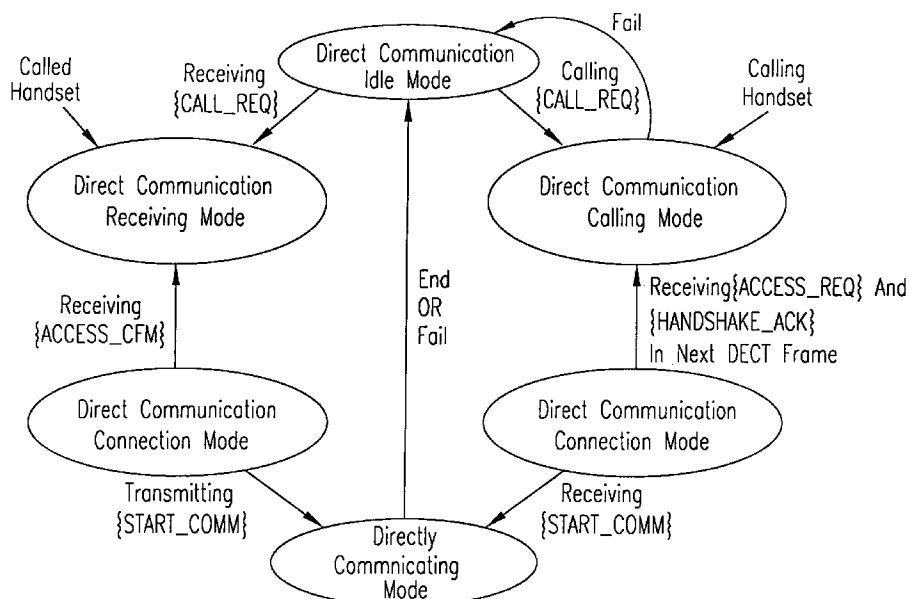 Fail
Direct Communication
Idle Mode
Called
Handset
Receiving
{CALL_REQ}
Calling
{CALL_REQ}
Calling
Handset
Direct Communication
Receiving Mode
Direct Communication
Calling Mode
Receiving
{ACCESS_CFM}
End
OR
Fail
Receiving{ACCESS_REQ} And
{HANDSHAKE_ACK}
In Next DECT Frame
Direct Communication
Connection Mode
Direct Communication
Connection Mode
Transmitting
{START_COMM}
Receiving
{START_COMM}
Directly
Commnicating
Mode